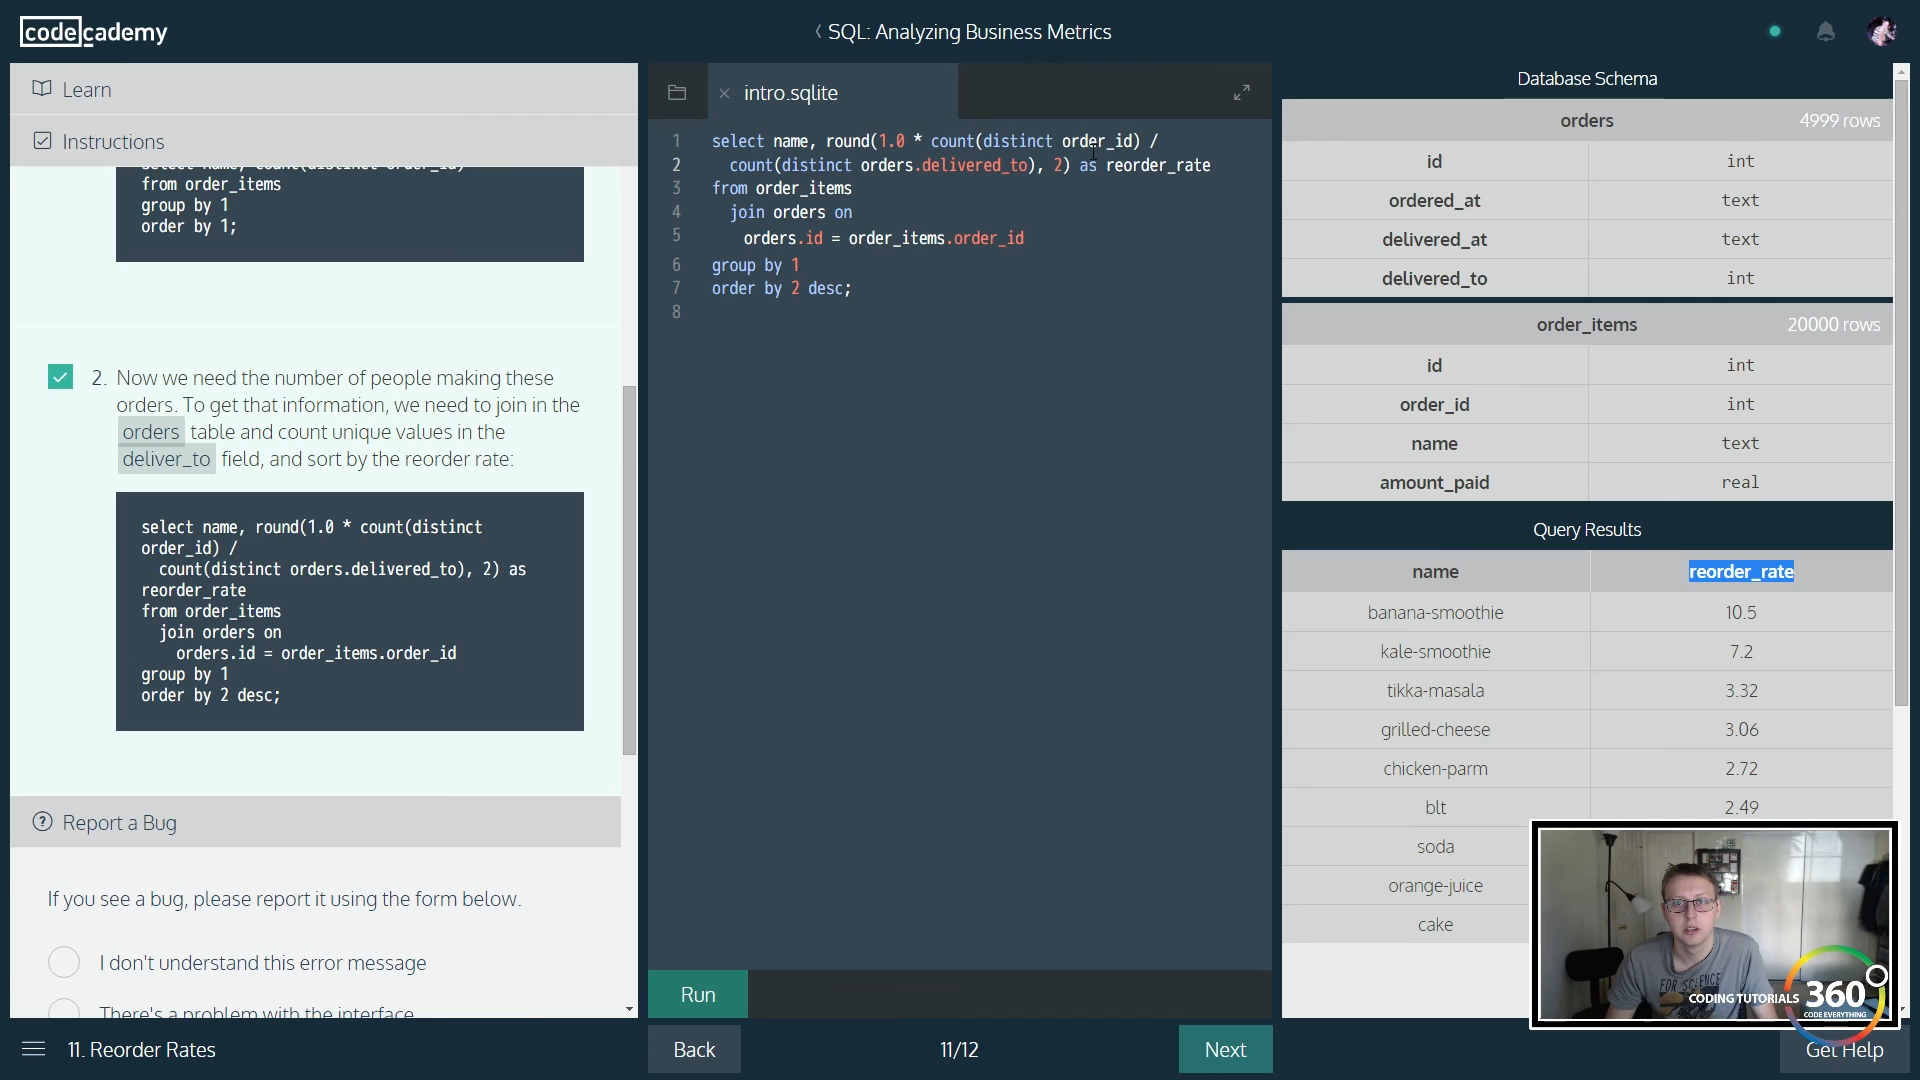 codecademy
SQL: Analyzing Business Metrics
Learn
Instructions
from order_items
group by 1
order by 1;
2. Now we need the number of people making these
orders. To get that information, we need to join in the
orders table and count unique values in the
deliver_to field, and sort by the reorder rate:
select name, round(1.0 * count(distinct
order_id) /
count(distinct orders.delivered_to), 2) as
reorder_rate
from order_items
join orders on
orders.id = order_items.order_id
group by 1
order by 2 desc;
Report a Bug
If you see a bug, please report it using the form below.
I don't understand this error message
There's a problem with the interface
intro.sqlite
1 select name, round(1.0 * count(distinct order_id) /
2 count(distinct orders.delivered_to), 2) as reorder_rate
3 from order_items
4 join orders on
5 orders.id = order_items.order_id
6 group by 1
7 order by 2 desc;
8
Run
Database Schema
orders 4999 rows
id int
ordered_at text
delivered_at text
delivered_to int
order_items 20000 rows
id int
order_id int
name text
amount_paid real
Query Results
name reorder_rate
banana-smoothie 10.5
kale-smoothie 7.2
tikka-masala 3.32
grilled-cheese 3.06
chicken-parm 2.72
blt 2.49
soda
orange-juice
cake
FOR SCIENCE
CODING TUTORIALS 360
CODE EVERYTHING
11. Reorder Rates
Back
11/12
Next
Get Help